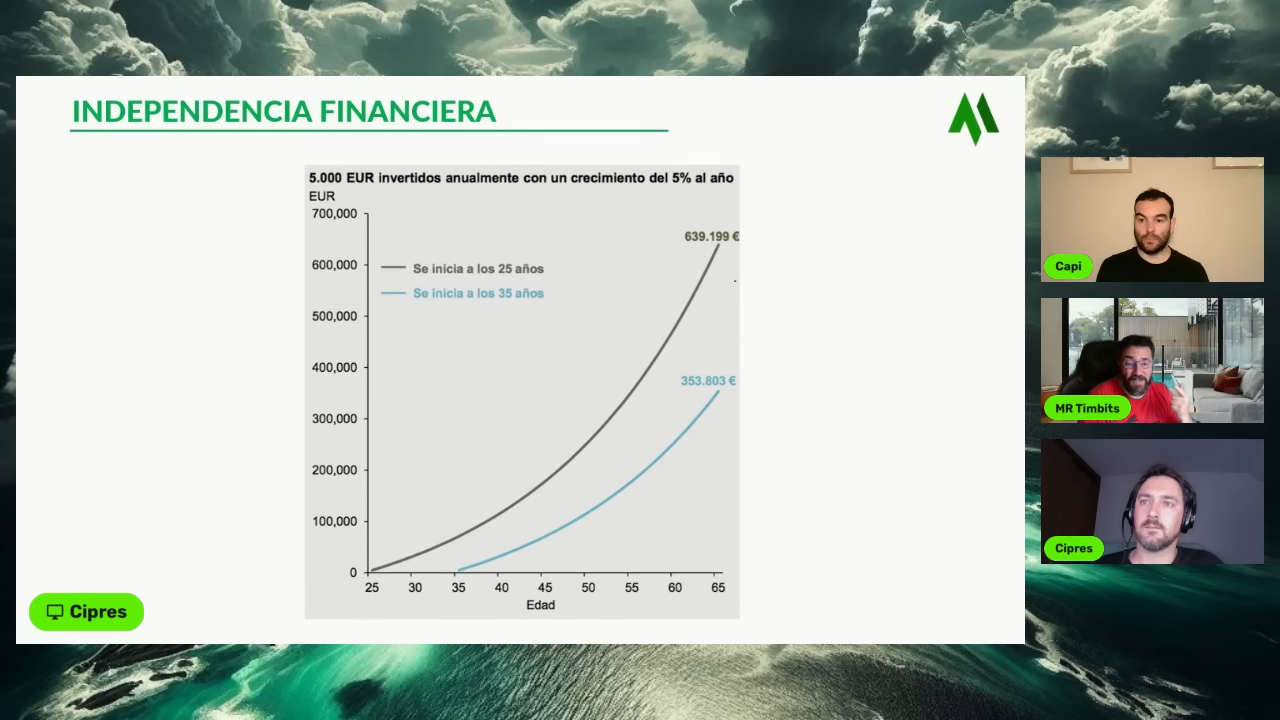 INDEPENDENCIA FINANCIERA
5.000 EUR invertidos anualmente con un crecimiento del 5% al año
EUR
700,000
639.199 €
600,000
Se inicia a los 25 años
Se inicia a los 35 años
500,000
400,000
353.803 €
300,000
200,000
100,000
0
25 30 35 40 45 50 55 60 65
Edad
Cipres
Capi
MR Timbits
Cipres